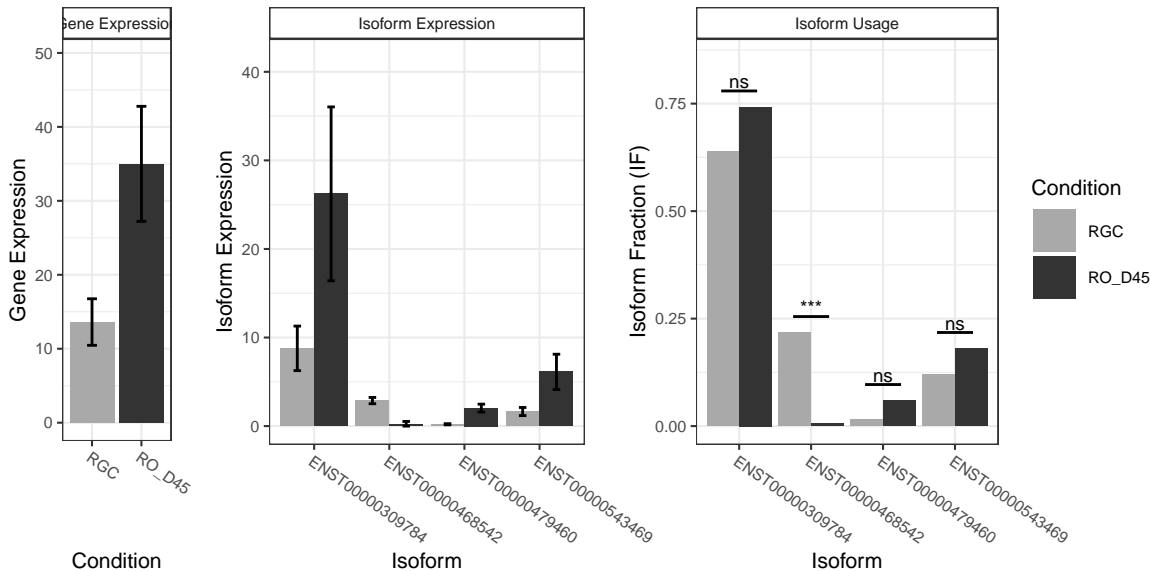 Gene Expression
Isoform Expression
Isoform Usage
Gene Expression
50
40
30
20
10
0
RGC
RO_D45
Condition
Isoform Expression
40
30
20
10
0
ENST00000309784
ENST00000468542
ENST00000479460
ENST00000543469
Isoform
Isoform Fraction (IF)
0.75
0.50
0.25
0.00
ns
***
ns
ns
ENST00000309784
ENST00000468542
ENST00000479460
ENST00000543469
Isoform
Condition
RGC
RO_D45